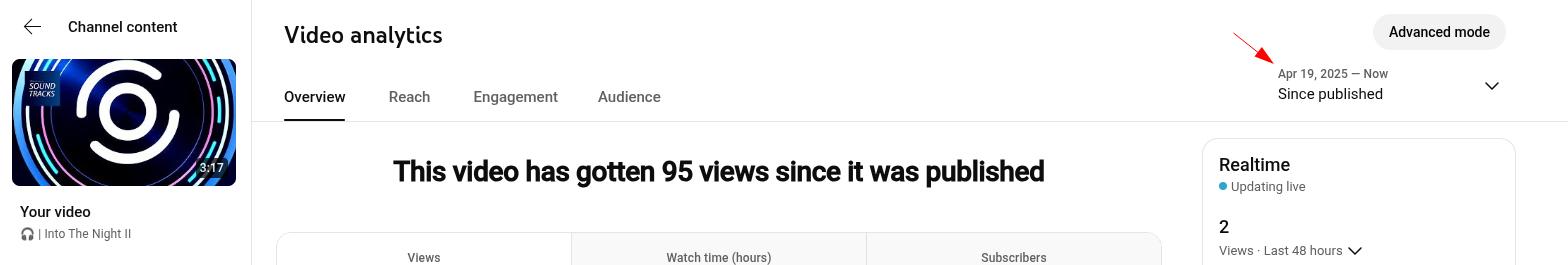 Channel content
SOUND
TRACKS
3:17
Your video
🎧 | Into The Night II
Video analytics
Advanced mode
Apr 19, 2025 — Now
Since published
Overview
Reach
Engagement
Audience
This video has gotten 95 views since it was published
Views
Watch time (hours)
Subscribers
Realtime
Updating live
2
Views · Last 48 hours